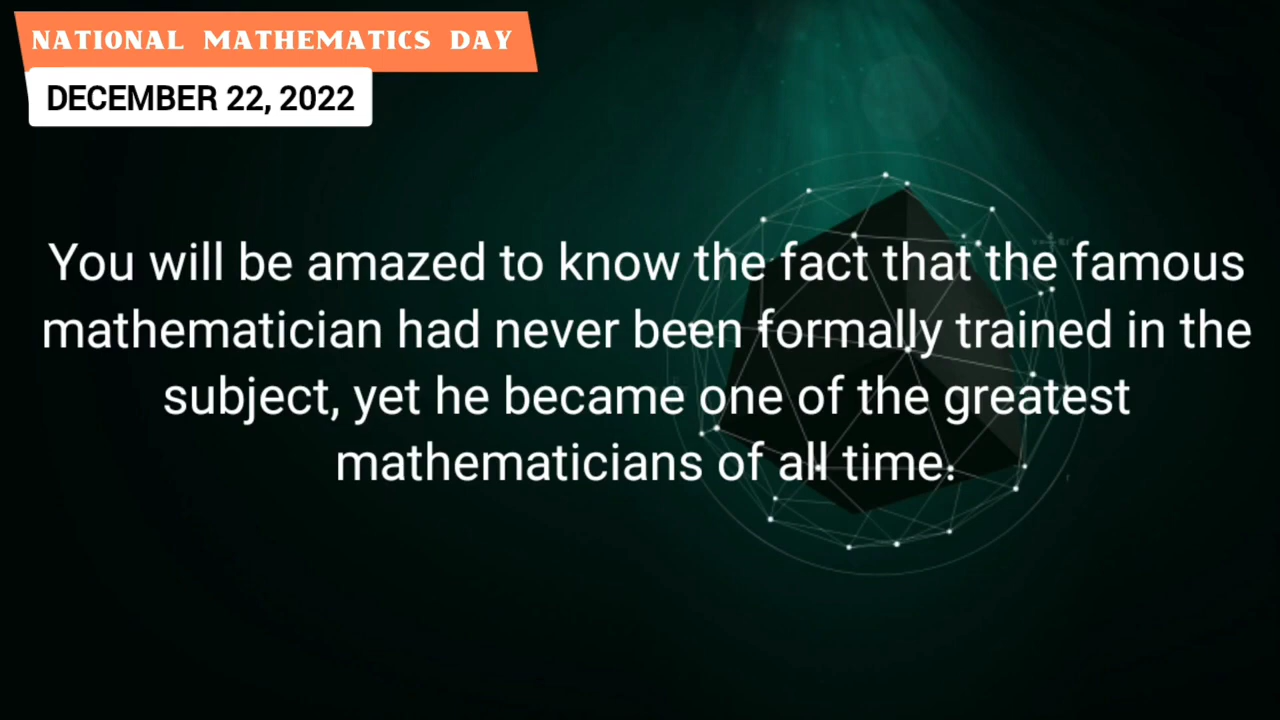 NATIONAL MATHEMATICS DAY
DECEMBER 22, 2022
You will be amazed to know the fact that the famous
mathematician had never been formally trained in the
subject, yet he became one of the greatest
mathematicians of all time.